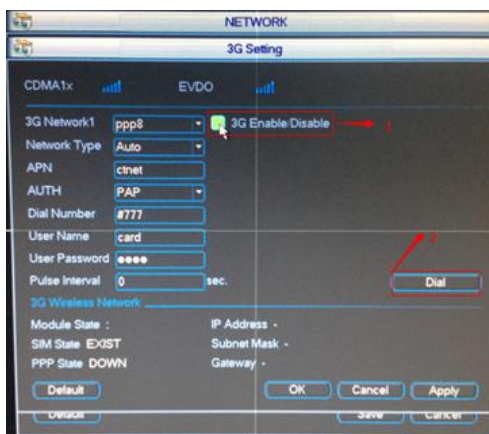 NETWORK
3G Setting
CDMA1x EVDO
3G Network1 ppp8 3G Enable/Disable 1
Network Type Auto
APN ctnet
AUTH PAP
Dial Number #777
User Name card
User Password ●●●● 2
Pulse Interval 0 sec. Dial
3G Wireless Network
Module State : IP Address -
SIM State EXIST Subnet Mask -
PPP State DOWN Gateway -
Default OK Cancel Apply
Default Save Cancel